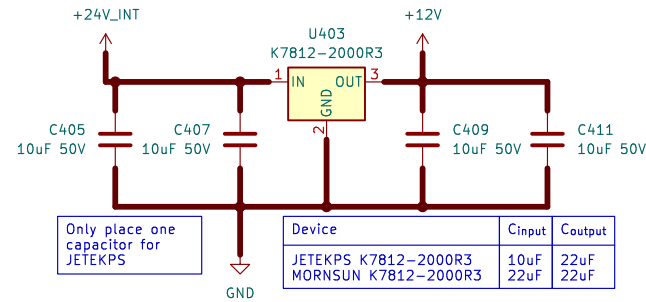 +24V_INT
+12V
U403
K7812-2000R3
1
IN
OUT
3
GND
2
C405
10uF 50V
C407
10uF 50V
C409
10uF 50V
C411
10uF 50V
Only place one
capacitor for
JETEKPS
Device Cinput Coutput
JETEKPS K7812-2000R3 10uF 22uF
MORNSUN K7812-2000R3 22uF 22uF
GND